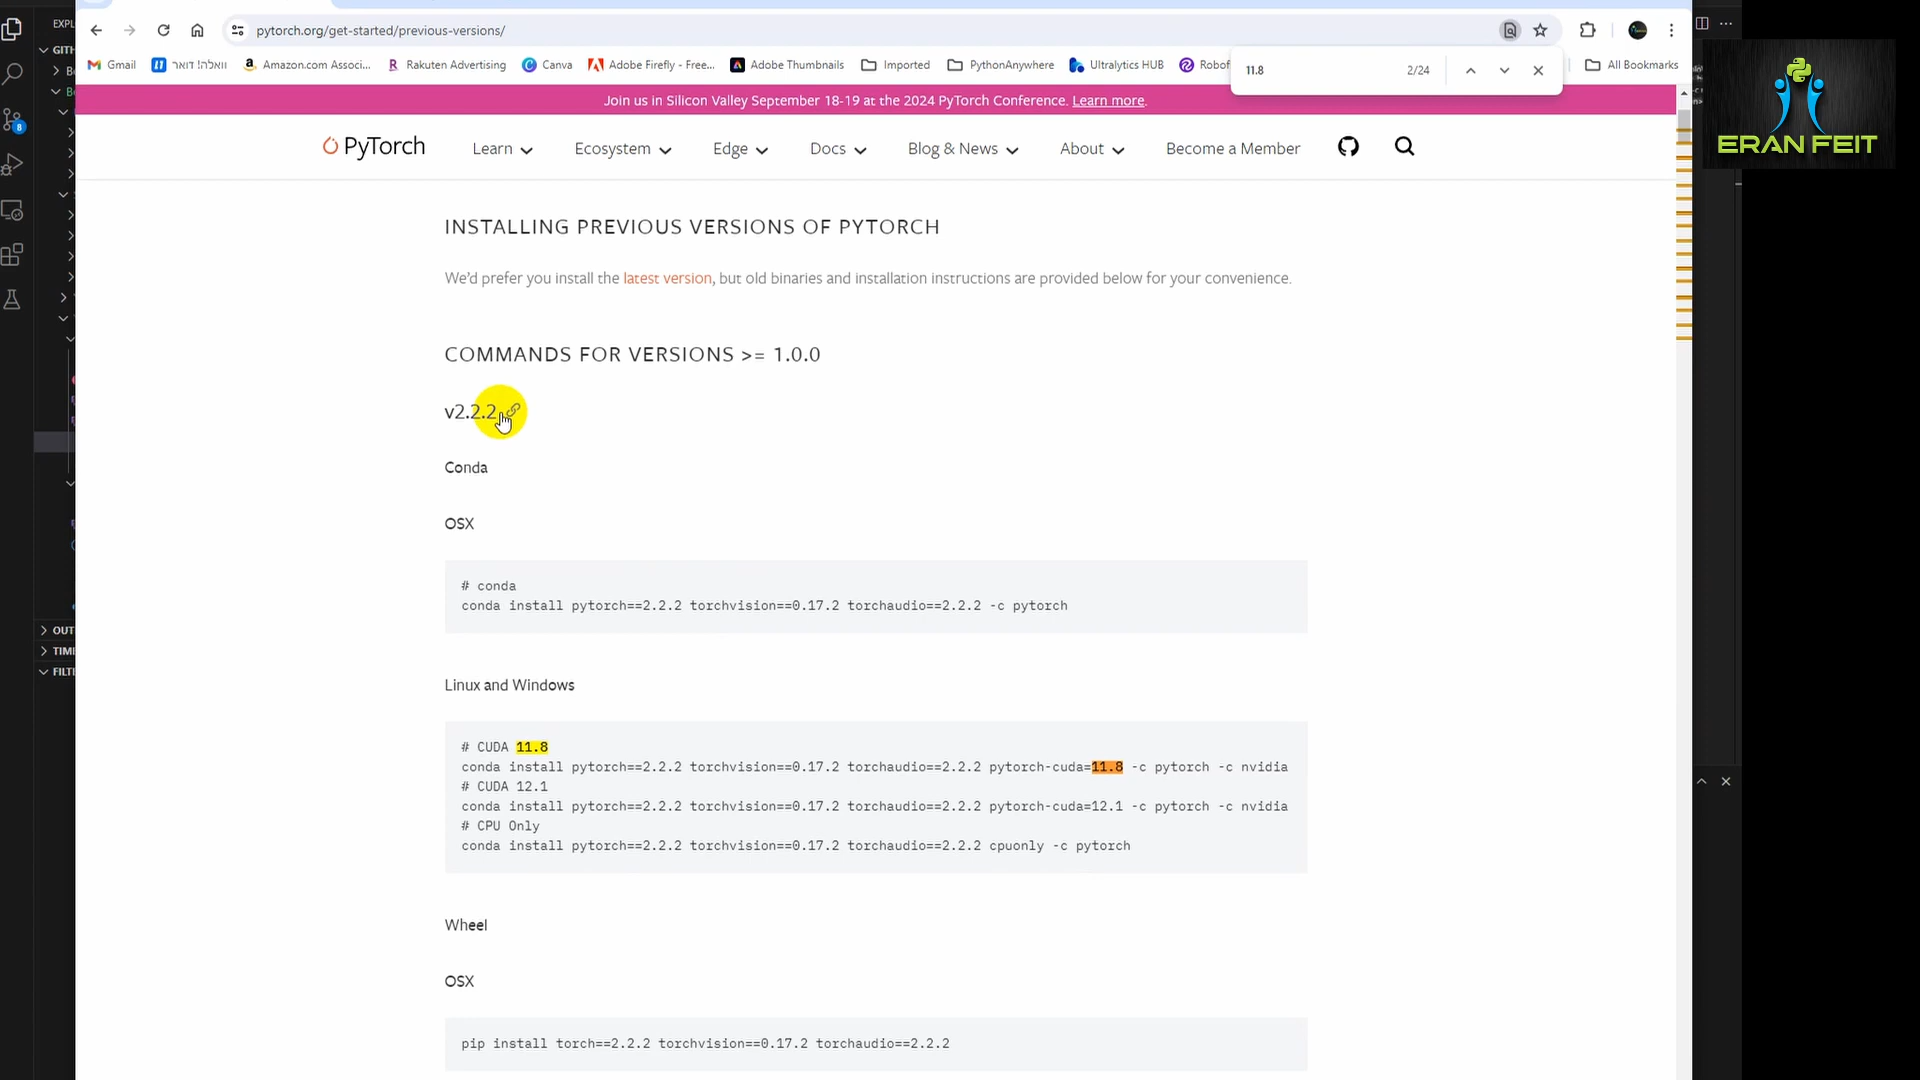 EXPL
pytorch.org/get-started/previous-versions/
GITH
Gmail
וואלה! דואר
Amazon.com Associ...
Rakuten Advertising
Canva
Adobe Firefly - Free...
Adobe Thumbnails
Imported
PythonAnywhere
Ultralytics HUB
Robof
11.8
2/24
All Bookmarks
Join us in Silicon Valley September 18-19 at the 2024 PyTorch Conference. Learn more.
ERAN FEIT
PyTorch
Learn
Ecosystem
Edge
Docs
Blog & News
About
Become a Member
8
INSTALLING PREVIOUS VERSIONS OF PYTORCH
We'd prefer you install the latest version, but old binaries and installation instructions are provided below for your convenience.
COMMANDS FOR VERSIONS >= 1.0.0
v2.2.2
Conda
OSX
# conda
conda install pytorch==2.2.2 torchvision==0.17.2 torchaudio==2.2.2 -c pytorch
OUT
TIME
FILT
Linux and Windows
# CUDA 11.8
conda install pytorch==2.2.2 torchvision==0.17.2 torchaudio==2.2.2 pytorch-cuda=11.8 -c pytorch -c nvidia
# CUDA 12.1
conda install pytorch==2.2.2 torchvision==0.17.2 torchaudio==2.2.2 pytorch-cuda=12.1 -c pytorch -c nvidia
# CPU Only
conda install pytorch==2.2.2 torchvision==0.17.2 torchaudio==2.2.2 cpuonly -c pytorch
Wheel
OSX
pip install torch==2.2.2 torchvision==0.17.2 torchaudio==2.2.2